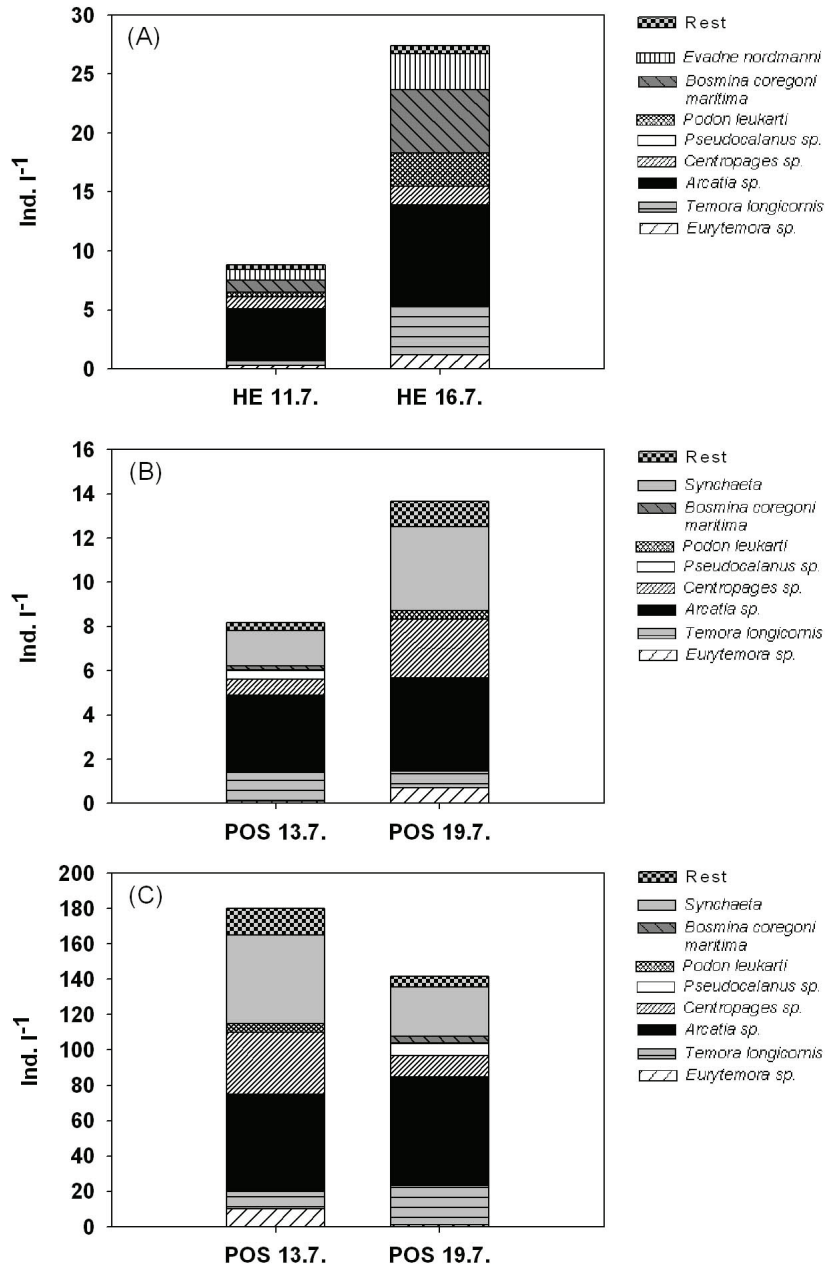 (A)
30
25
20
15
10
5
0
Ind. l-1
HE 11.7.
HE 16.7.
Rest
Evadne nordmanni
Bosmina coregoni
maritima
Podon leukarti
Pseudocalanus sp.
Centropages sp.
Arcatia sp.
Temora longicornis
Eurytemora sp.
(B)
16
14
12
10
8
6
4
2
0
Ind. l-1
POS 13.7.
POS 19.7.
Rest
Synchaeta
Bosmina coregoni
maritima
Podon leukarti
Pseudocalanus sp.
Centropages sp.
Arcatia sp.
Temora longicornis
Eurytemora sp.
(C)
200
180
160
140
120
100
80
60
40
20
0
Ind. l-1
POS 13.7.
POS 19.7.
Rest
Synchaeta
Bosmina coregoni
maritima
Podon leukarti
Pseudocalanus sp.
Centropages sp.
Arcatia sp.
Temora longicornis
Eurytemora sp.